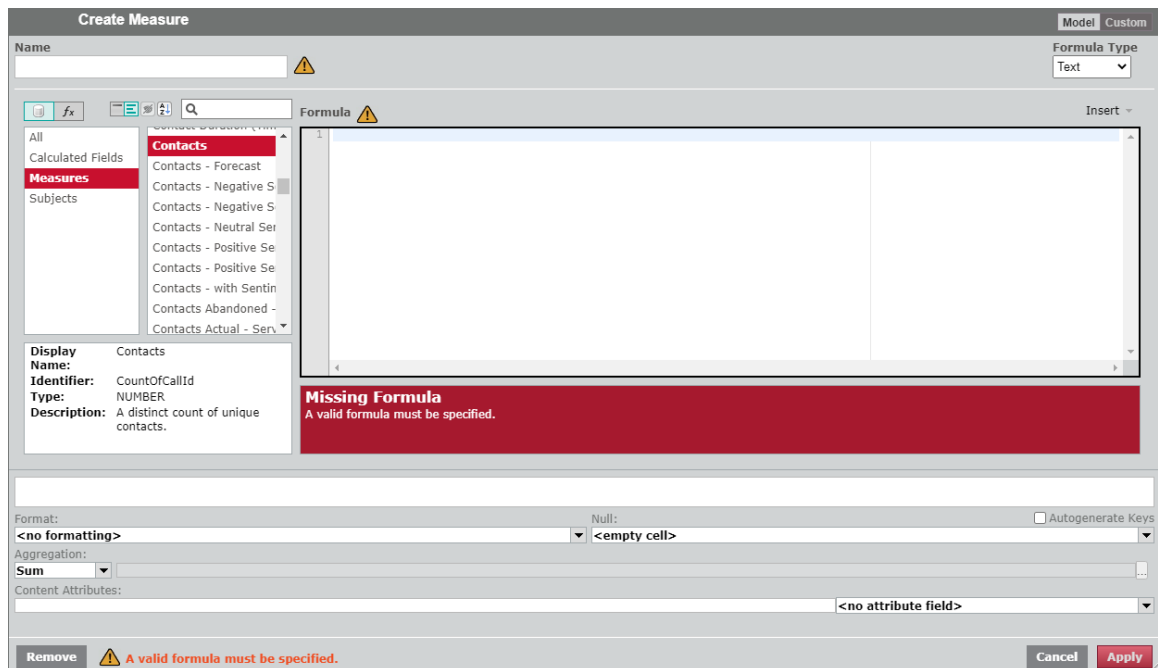 Create Measure
Model Custom
Name
Formula Type
Text
fx
Formula
Insert
1
All
Calculated Fields
Measures
Subjects
Contact Duration (Tim
Contacts
Contacts - Forecast
Contacts - Negative S
Contacts - Negative S
Contacts - Neutral Ser
Contacts - Positive Se
Contacts - Positive Se
Contacts - with Sentin
Contacts Abandoned -
Contacts Actual - Serv
Display Name: Contacts
Identifier: CountOfCallId
Type: NUMBER
Description: A distinct count of unique
contacts.
Missing Formula
A valid formula must be specified.
Format:
<no formatting>
Null:
<empty cell>
Autogenerate Keys
Aggregation:
Sum
...
Content Attributes:
<no attribute field>
Remove
A valid formula must be specified.
Cancel Apply